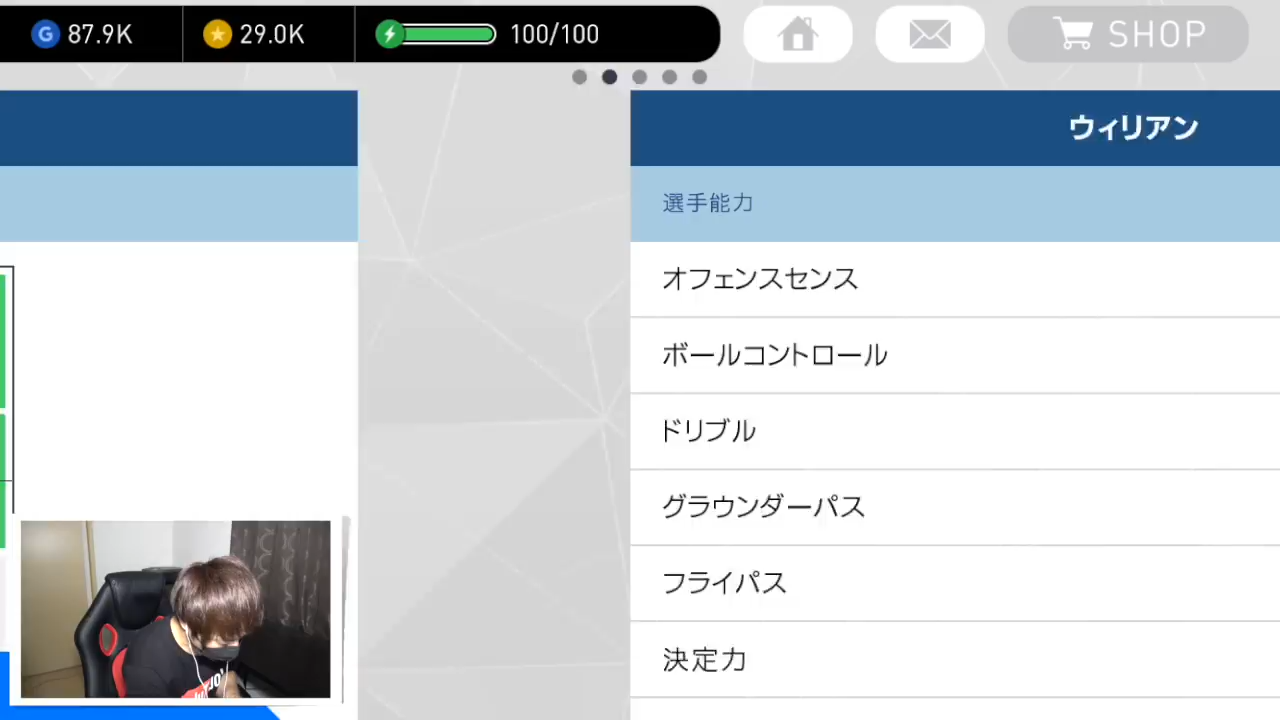 G 87.9K 29.0K 100/100 SHOP
ウィリアン
選手能力
オフェンスセンス
ボールコントロール
ドリブル
グラウンダーパス
フライパス
決定力